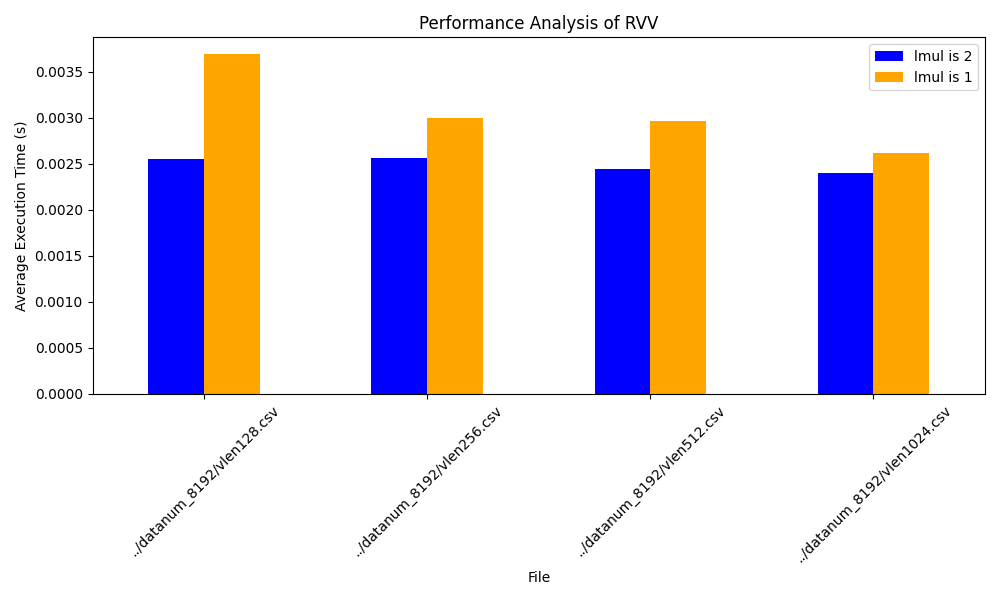 Performance Analysis of RVV
lmul is 2
lmul is 1
Average Execution Time (s)
0.0035
0.0030
0.0025
0.0020
0.0015
0.0010
0.0005
0.0000
../datanum_8192/vlen128.csv
../datanum_8192/vlen256.csv
../datanum_8192/vlen512.csv
../datanum_8192/vlen1024.csv
File